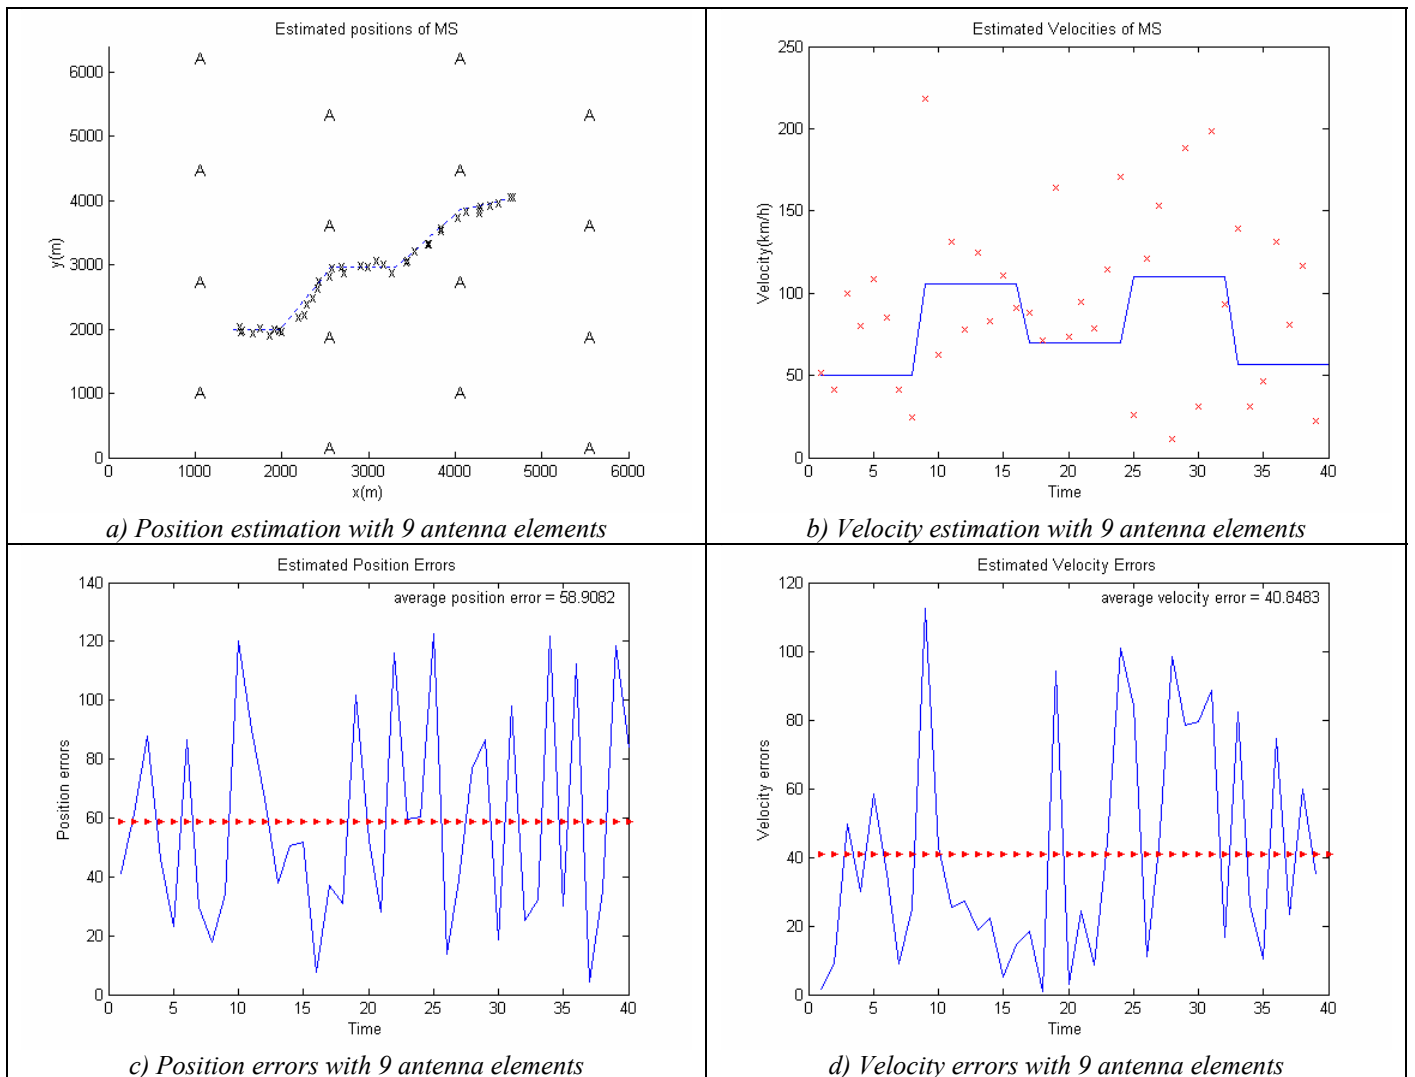 Estimated positions of MS
6000
5000
4000
3000
2000
1000
0
y(m)
A A
A A
A A
A
A A
A A
A A
A A
0 1000 2000 3000 4000 5000 6000
x(m)
a) Position estimation with 9 antenna elements
Estimated Velocities of MS
250
200
150
100
50
0
Velocity(km/h)
0 5 10 15 20 25 30 35 40
Time
b) Velocity estimation with 9 antenna elements
Estimated Position Errors
average position error = 58.9082
140
120
100
80
60
40
20
0
Position errors
0 5 10 15 20 25 30 35 40
Time
c) Position errors with 9 antenna elements
Estimated Velocity Errors
average velocity error = 40.8483
120
100
80
60
40
20
0
Velocity errors
0 5 10 15 20 25 30 35 40
Time
d) Velocity errors with 9 antenna elements